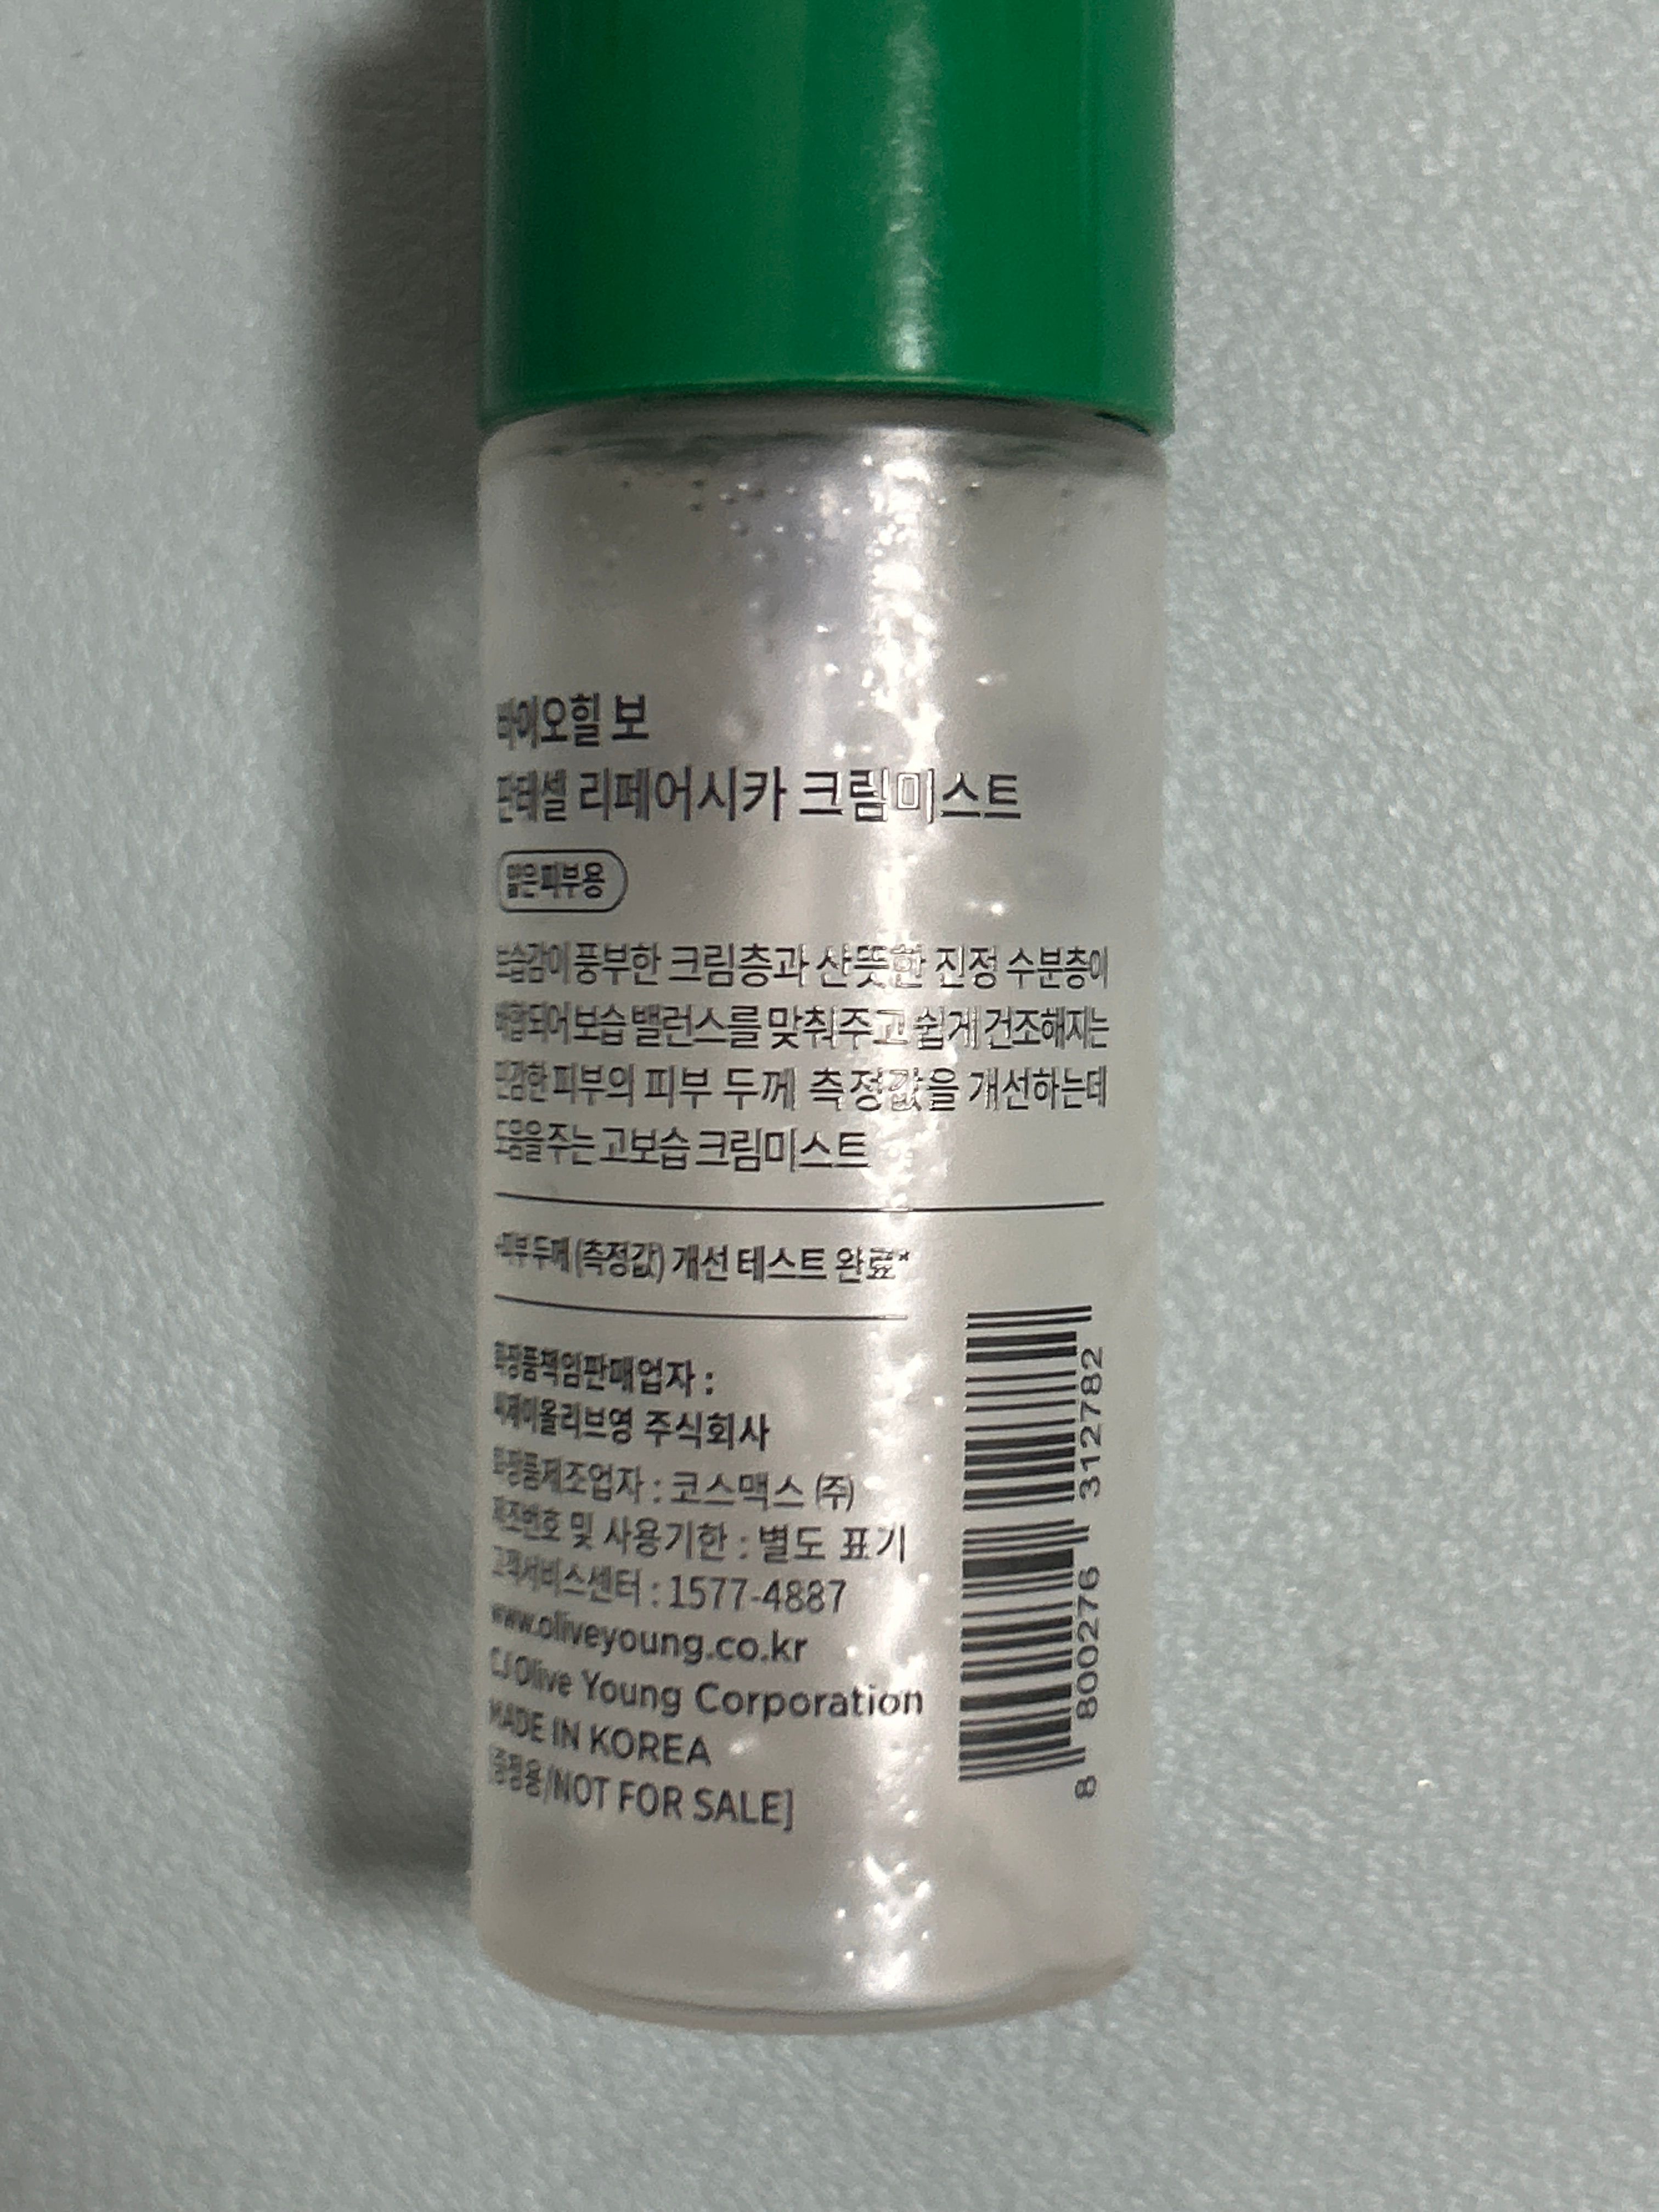 바이오힐 보
판테셀 리페어시카 크림미스트
얇은피부용
보습감이 풍부한 크림층과 산뜻한 진정 수분층이
배합되어 보습 밸런스를 맞춰주고 쉽게 건조해지는
민감한 피부의 피부 두께 측정값을 개선하는데
도움을 주는 고보습 크림미스트
피부 두께 (측정값) 개선 테스트 완료*
화장품책임판매업자 :
씨제이올리브영 주식회사
화장품제조업자 : 코스맥스 ㈜
제조번호 및 사용기한 : 별도 표기
고객서비스센터 : 1577-4887
www.oliveyoung.co.kr
CJ Olive Young Corporation
MADE IN KOREA
[증정용/NOT FOR SALE]
8 800276 312782